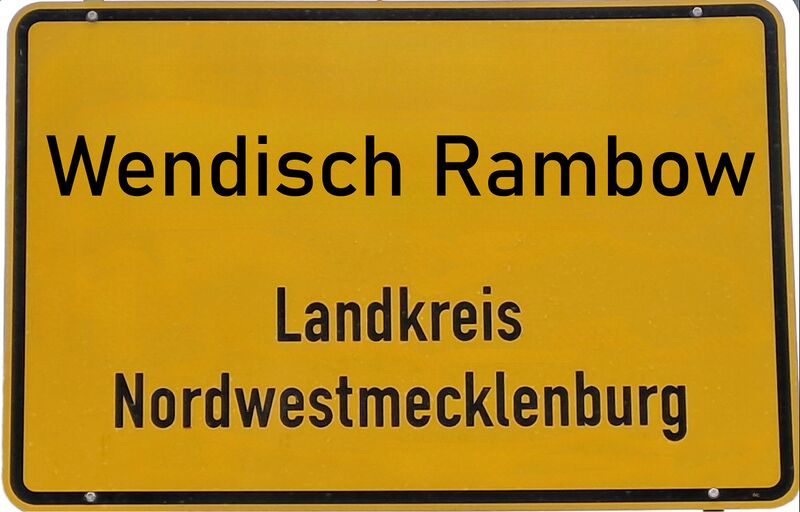 Wendisch Rambow
Landkreis
Nordwestmecklenburg